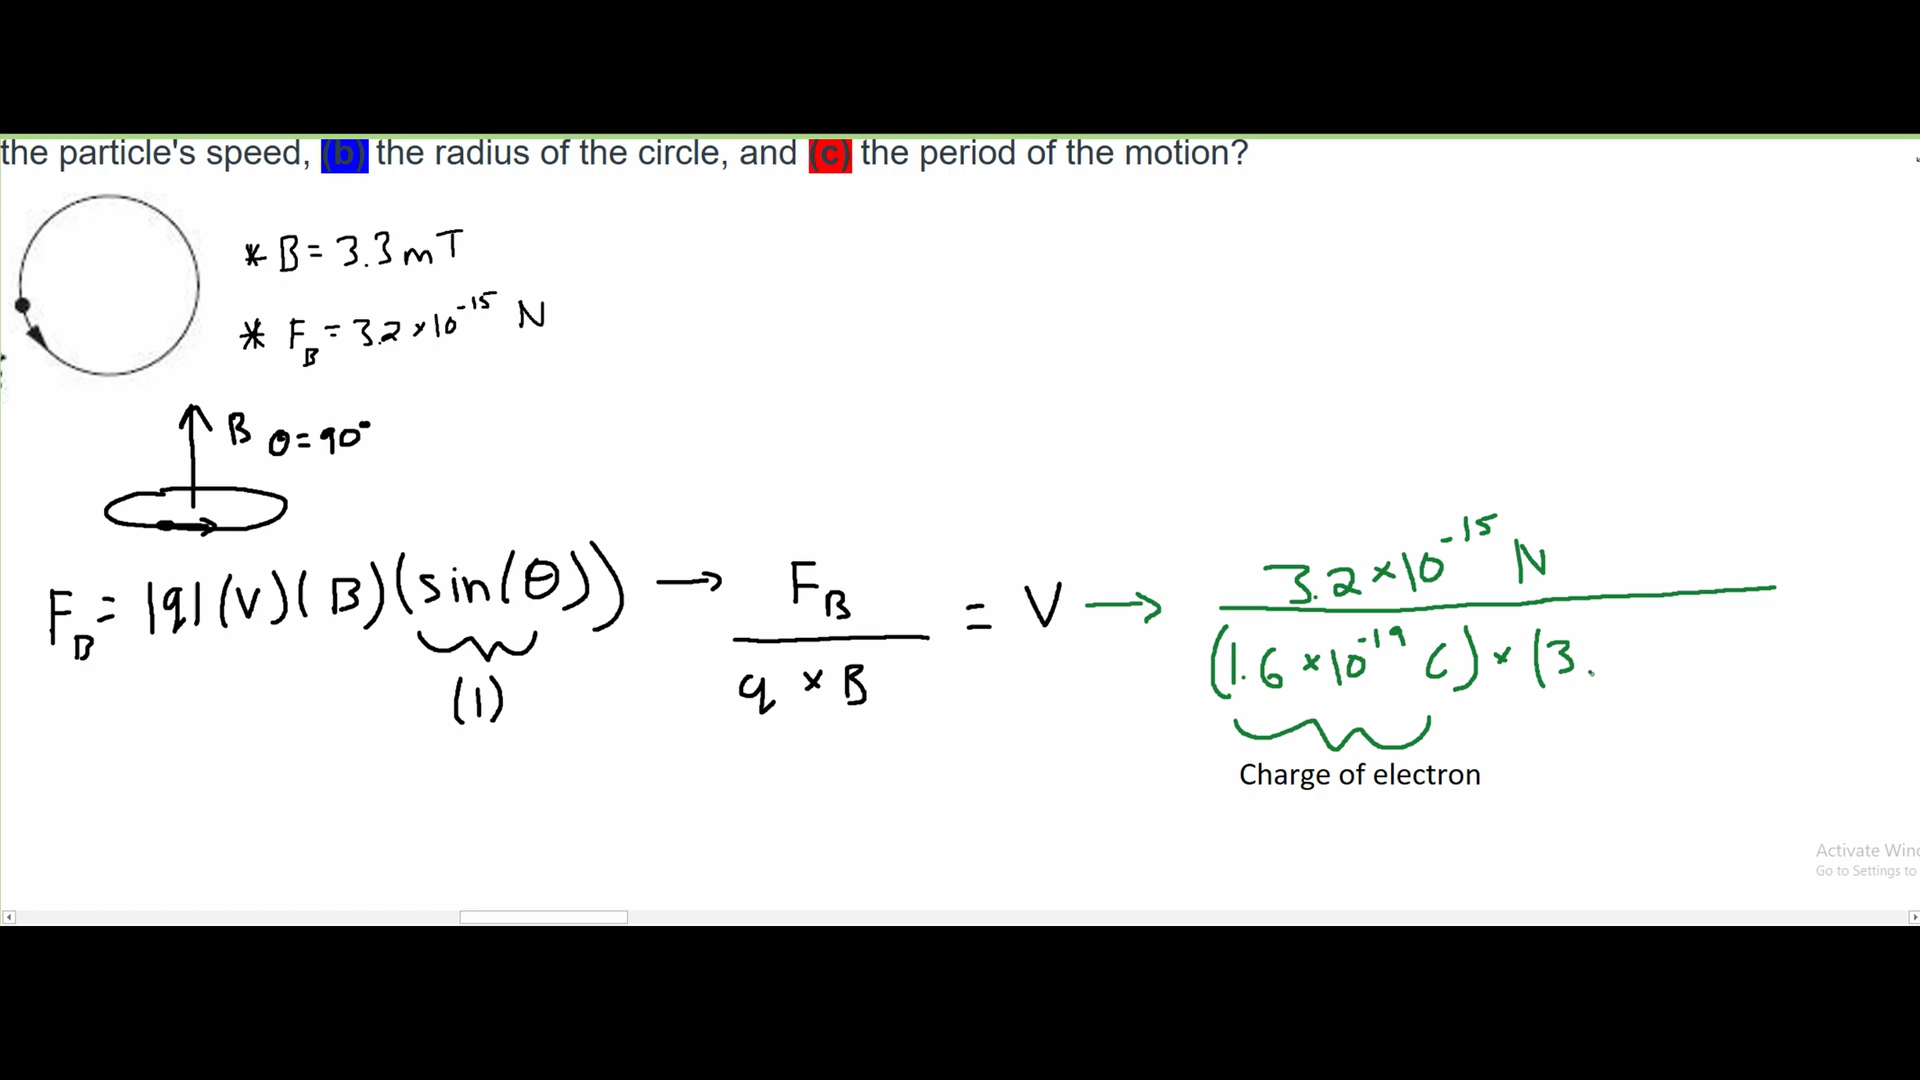 the particle's speed, (b) the radius of the circle, and (c) the period of the motion?
* B = 3.3 mT
* F_B = 3.2 × 10^-15 N
B θ = 90°
F_B = |q| (V) (B) (sin(θ)) → F_B / q × B = V → 3.2 × 10^-15 N / (1.6 × 10^-19 C) × (3.
(1)
Charge of electron
Activate Wind
Go to Settings to